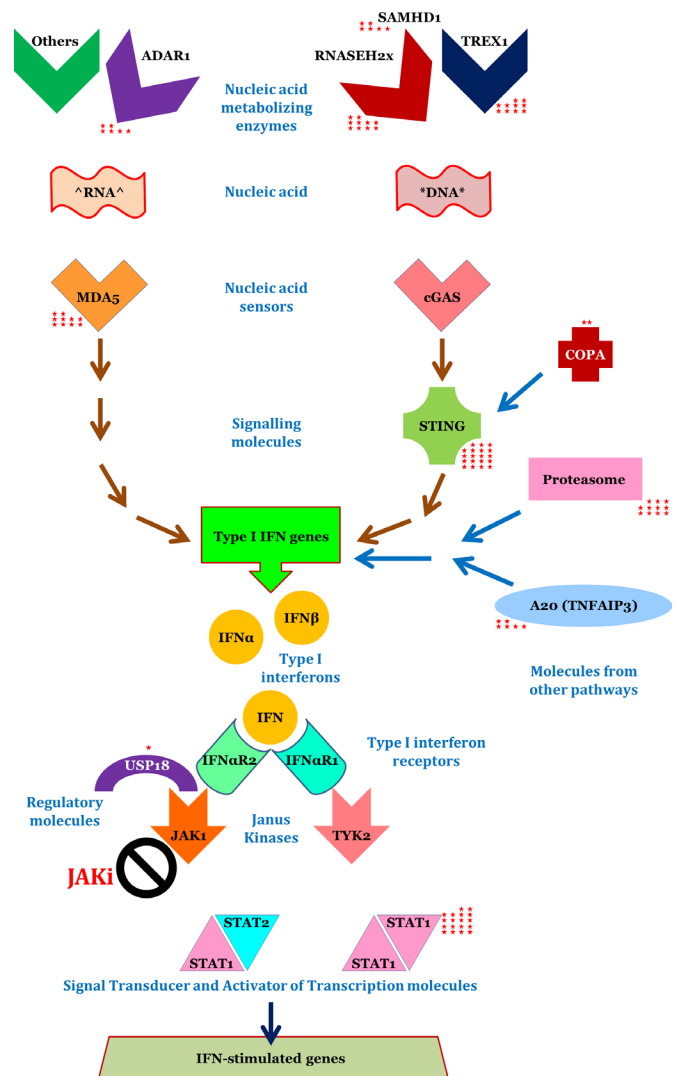 SAMHD1
Others
ADAR1
RNASEH2x
TREX1
Nucleic acid
metabolizing
enzymes
^RNA^
Nucleic acid
*DNA*
MDA5
Nucleic acid
sensors
cGAS
COPA
Signalling
molecules
STING
Proteasome
Type I IFN genes
A20 (TNFAIP3)
IFNα
IFNβ
Type I
interferons
Molecules from
other pathways
IFN
IFNαR2
IFNαR1
Type I interferon
receptors
USP18
Regulatory
molecules
JAK1
Janus
Kinases
TYK2
JAKi
STAT2
STAT1
STAT1
STAT1
Signal Transducer and Activator of Transcription molecules
IFN-stimulated genes